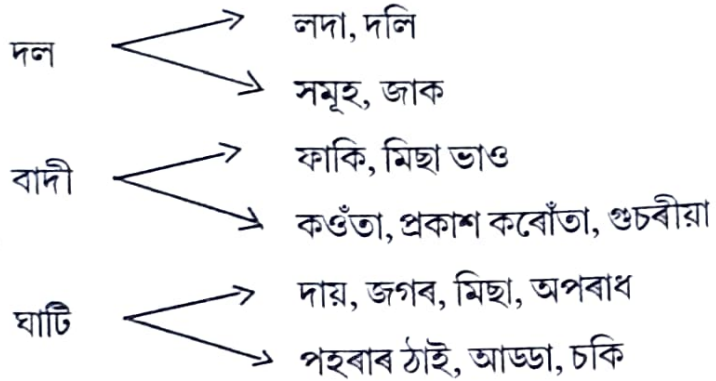 দল
লদা, দলি
সমূহ, জাক
বাদী
ফাকি, মিছা ভাও
কওঁতা, প্ৰকাশ কৰোঁতা, গুচৰীয়া
ঘাটি
দায়, জগৰ, মিছা, অপৰাধ
পহৰাৰ ঠাই, আড্ডা, চকি